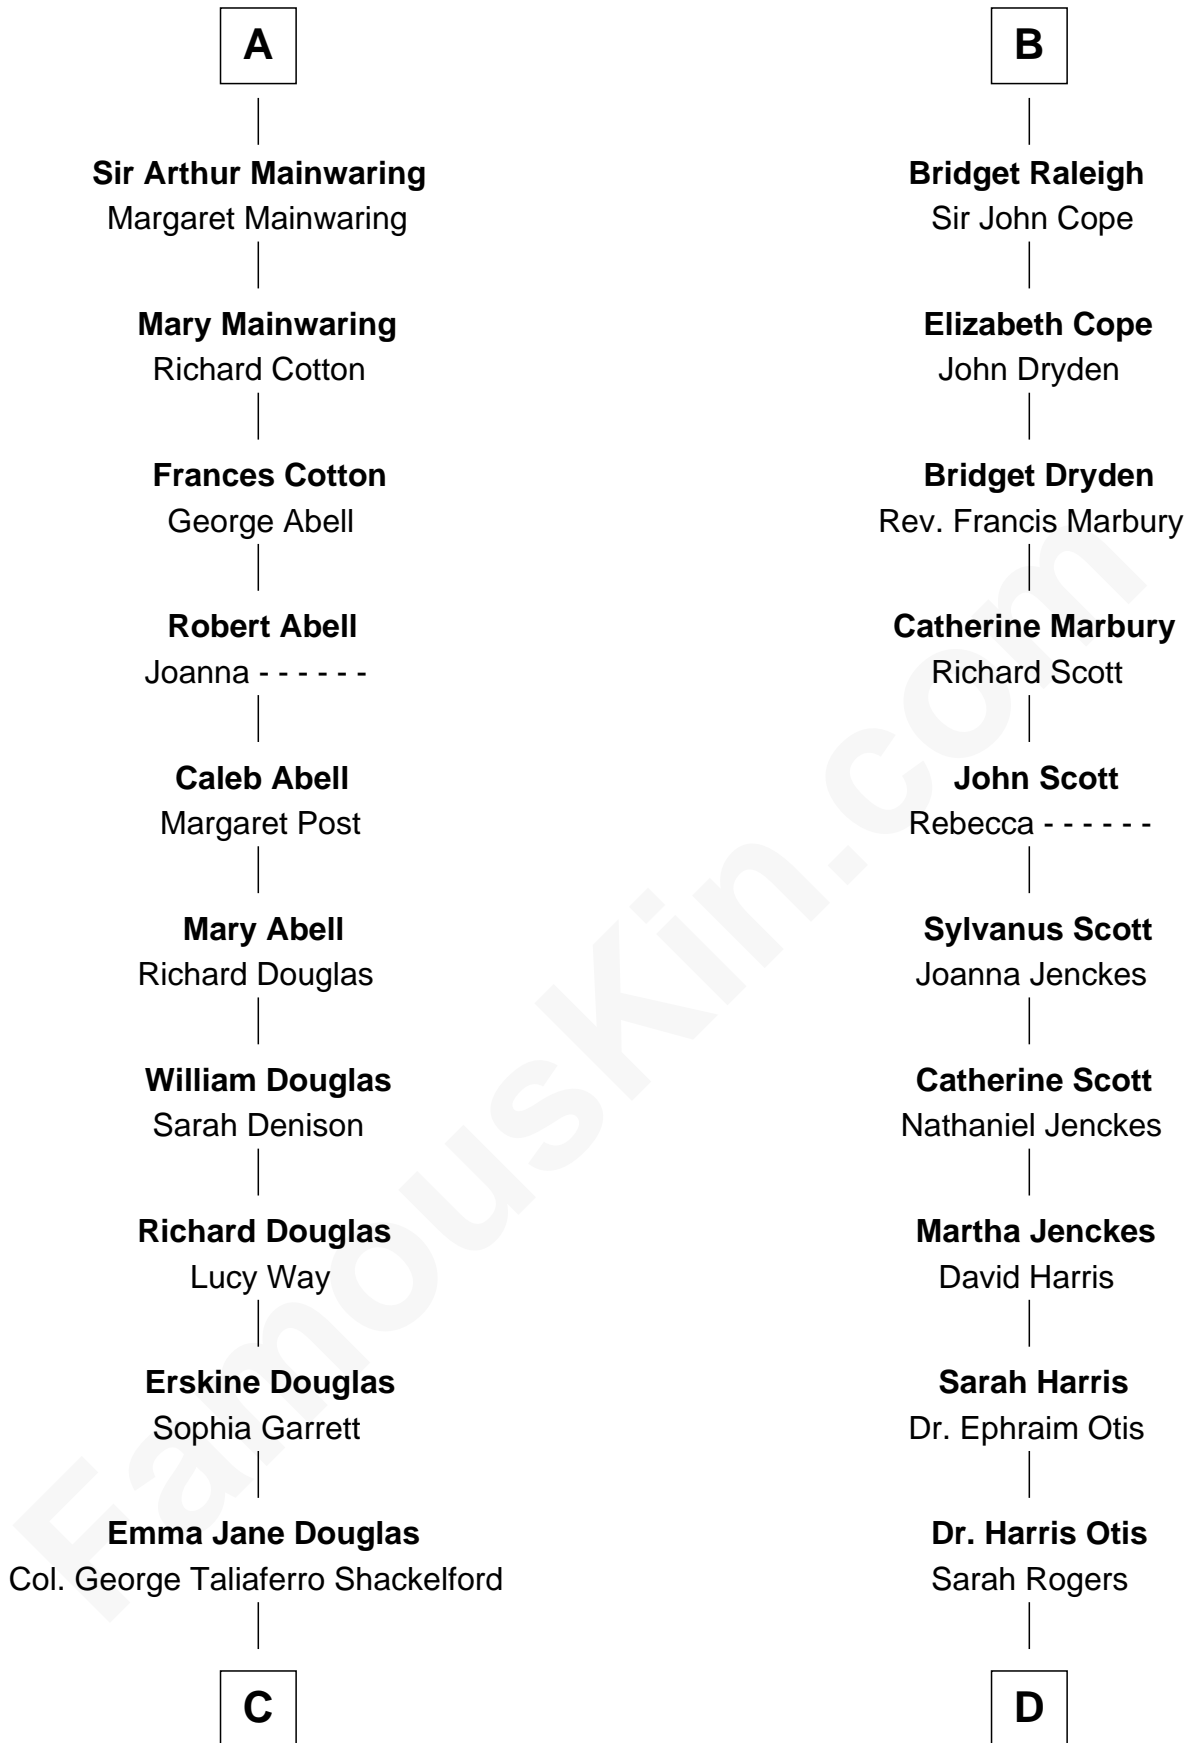 A
Sir Arthur Mainwaring
Margaret Mainwaring
Mary Mainwaring
Richard Cotton
Frances Cotton
George Abell
Robert Abell
Joanna - - - - - -
Caleb Abell
Margaret Post
Mary Abell
Richard Douglas
William Douglas
Sarah Denison
Richard Douglas
Lucy Way
Erskine Douglas
Sophia Garrett
Emma Jane Douglas
Col. George Taliaferro Shackelford
C
B
Bridget Raleigh
Sir John Cope
Elizabeth Cope
John Dryden
Bridget Dryden
Rev. Francis Marbury
Catherine Marbury
Richard Scott
John Scott
Rebecca - - - - - -
Sylvanus Scott
Joanna Jenckes
Catherine Scott
Nathaniel Jenckes
Martha Jenckes
David Harris
Sarah Harris
Dr. Ephraim Otis
Dr. Harris Otis
Sarah Rogers
D
FamousKin.com